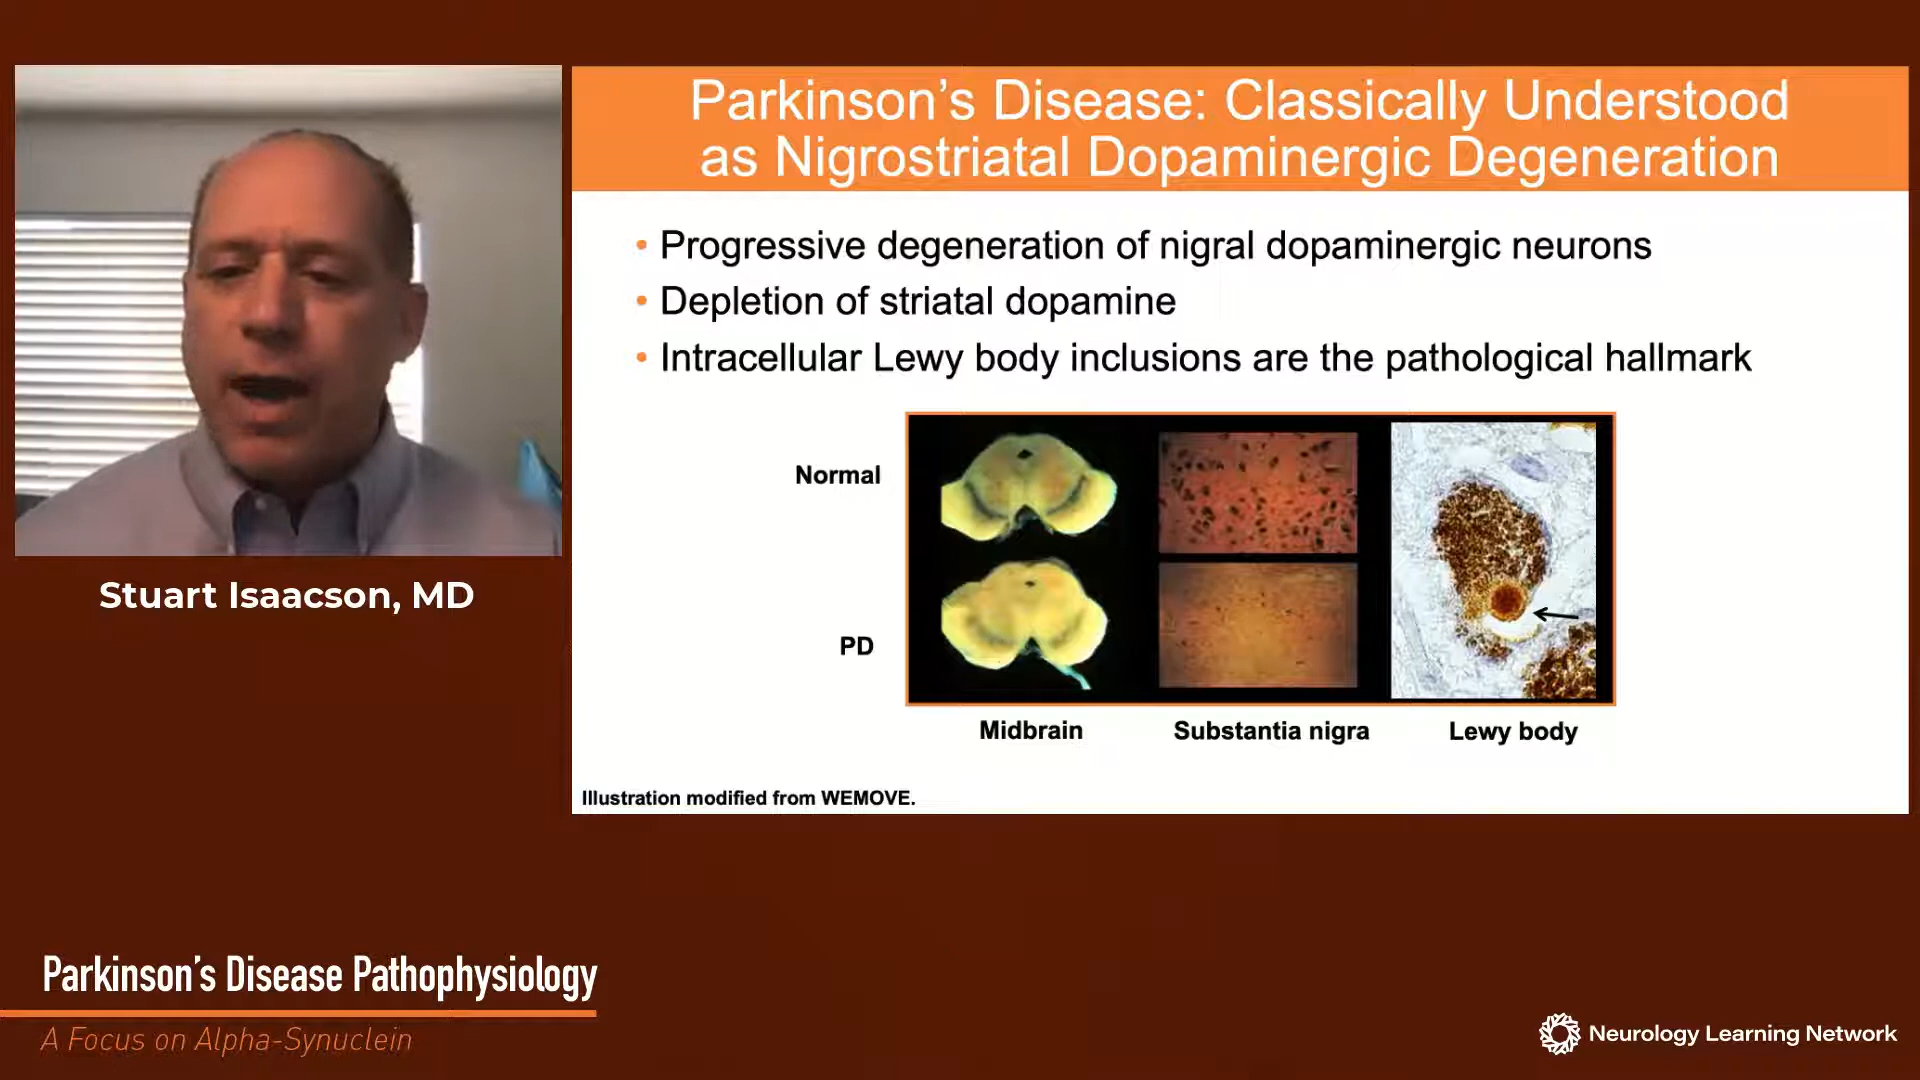 Parkinson's Disease: Classically Understood
as Nigrostriatal Dopaminergic Degeneration
• Progressive degeneration of nigral dopaminergic neurons
• Depletion of striatal dopamine
• Intracellular Lewy body inclusions are the pathological hallmark
Normal
PD
Midbrain
Substantia nigra
Lewy body
Illustration modified from WEMOVE.
Stuart Isaacson, MD
Parkinson's Disease Pathophysiology
A Focus on Alpha-Synuclein
Neurology Learning Network